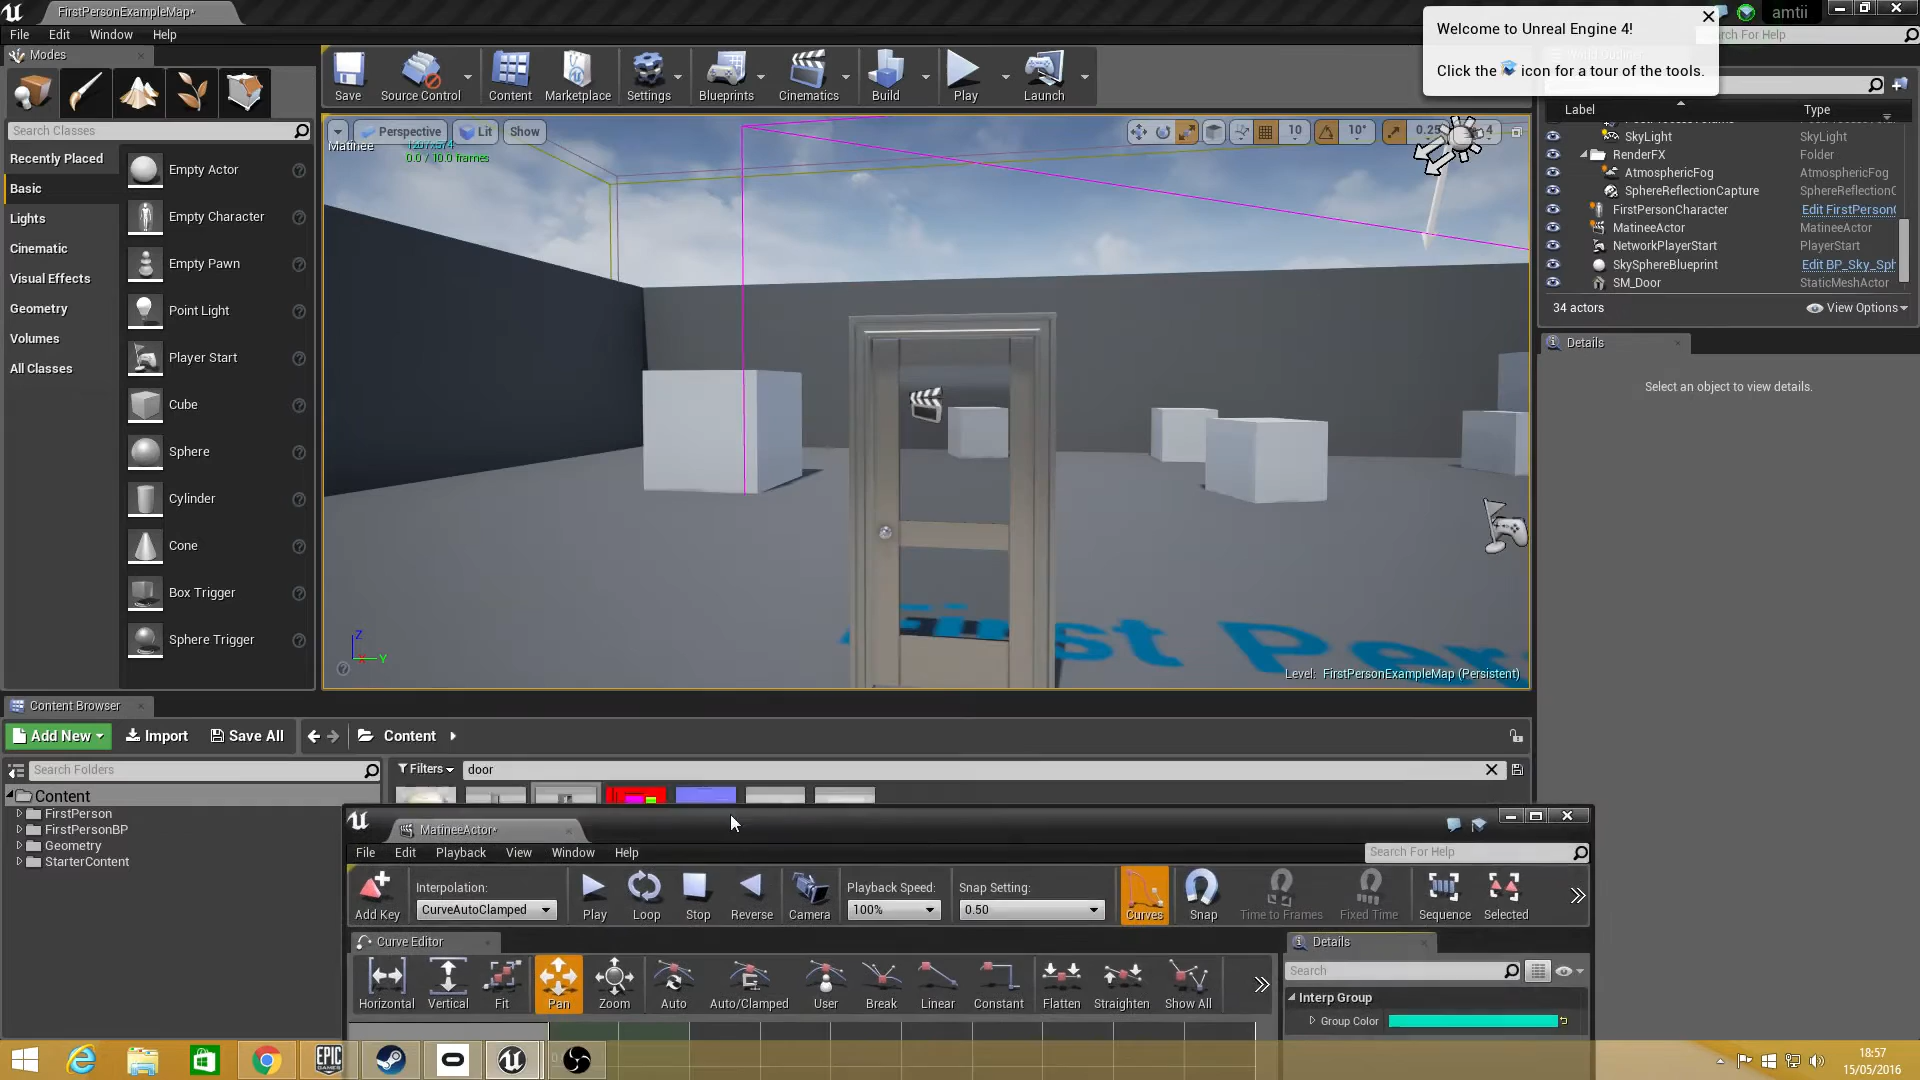 FirstPersonExampleMap*
amtii
File Edit Window Help
Search For Help
Welcome to Unreal Engine 4!
Click the icon for a tour of the tools.
Modes
Save
Source Control
Content
Marketplace
Settings
Blueprints
Cinematics
Build
Play
Launch
Search Classes
Recently Placed
Basic
Lights
Cinematic
Visual Effects
Geometry
Volumes
All Classes
Empty Actor
Empty Character
Empty Pawn
Point Light
Player Start
Cube
Sphere
Cylinder
Cone
Box Trigger
Sphere Trigger
Perspective
Lit
Show
Matinee
0.0 / 10.0 frames
10
10°
0.25
4
First Pers
Z
Y
Level: FirstPersonExampleMap (Persistent)
Label
Type
SkyLight SkyLight
RenderFX Folder
AtmosphericFog AtmosphericFog
SphereReflectionCapture SphereReflectionC
FirstPersonCharacter Edit FirstPerson
MatineeActor MatineeActor
NetworkPlayerStart PlayerStart
SkySphereBlueprint Edit BP_Sky_Sph
SM_Door StaticMeshActor
34 actors
View Options
Details
Select an object to view details.
Content Browser
Add New
Import
Save All
Content
Search Folders
Filters
door
Content
FirstPerson
FirstPersonBP
Geometry
StarterContent
MatineeActor*
File Edit Playback View Window Help
Search For Help
Add Key
Interpolation:
CurveAutoClamped
Play
Loop
Stop
Reverse
Camera
Playback Speed:
100%
Snap Setting:
0.50
Curves
Snap
Time to Frames
Fixed Time
Sequence
Selected
Curve Editor
Horizontal
Vertical
Fit
Pan
Zoom
Auto
Auto/Clamped
User
Break
Linear
Constant
Flatten
Straighten
Show All
Details
Search
Interp Group
Group Color
EPIC
GAMES
18:57
15/05/2016